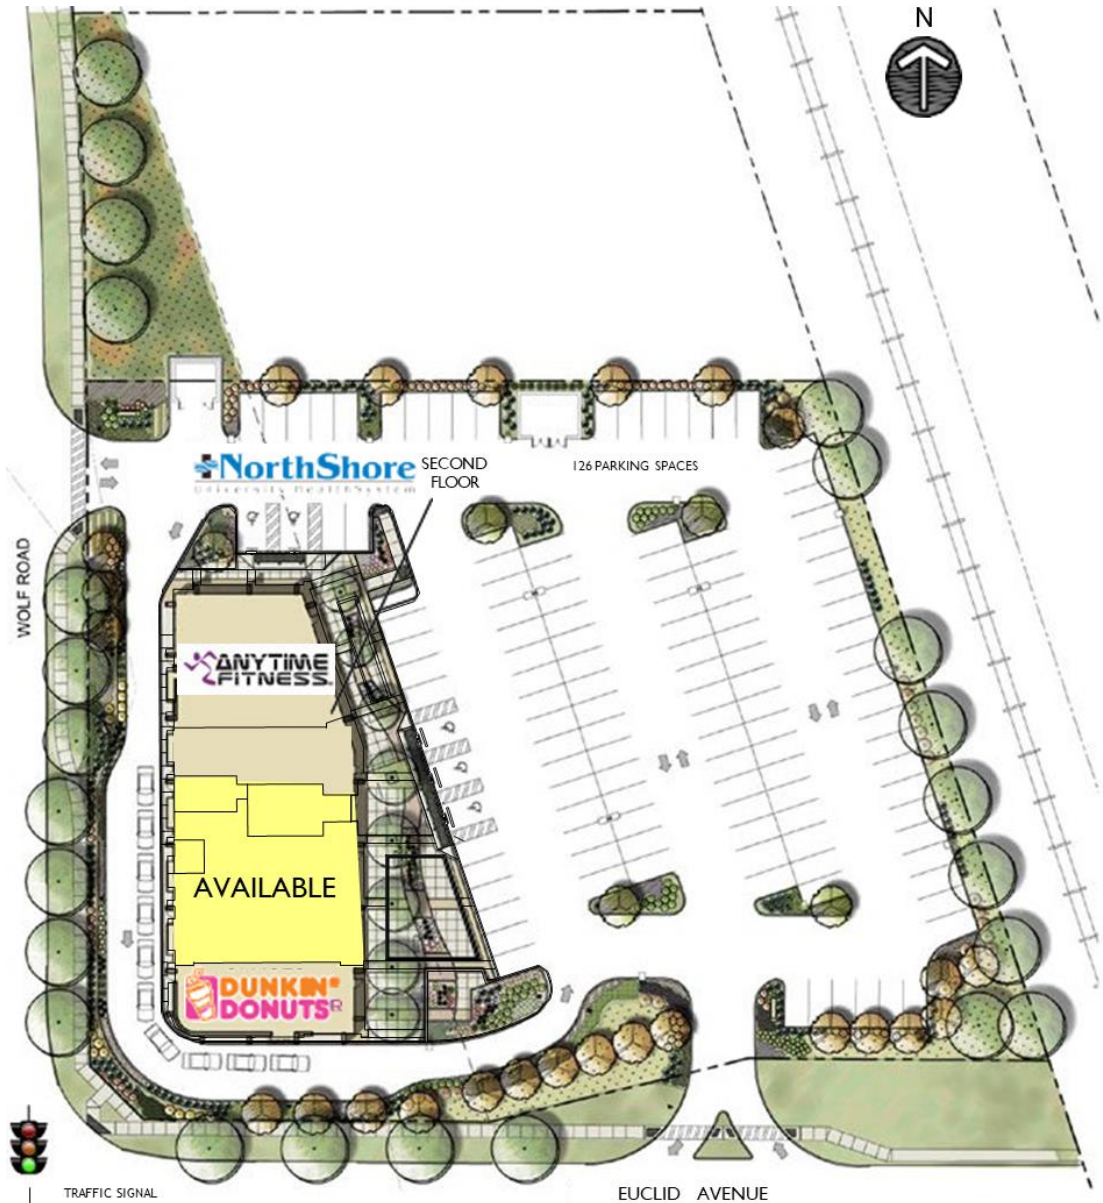 N
NorthShore
University HealthSystem
SECOND
FLOOR
126 PARKING SPACES
WOLF ROAD
ANYTIME
FITNESS
AVAILABLE
DUNKIN'
DONUTS®
TRAFFIC SIGNAL
EUCLID AVENUE